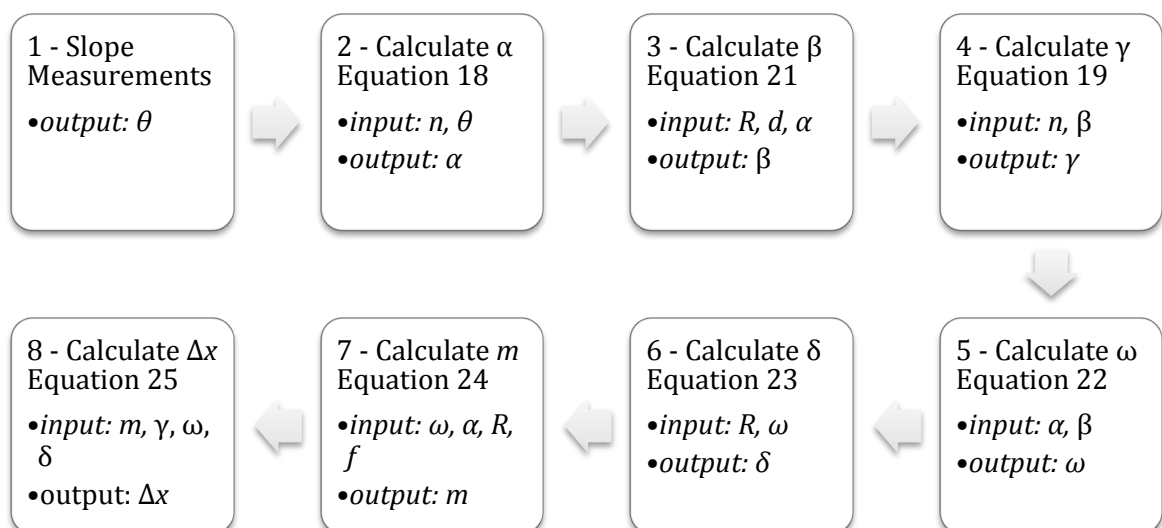 1 - Slope
Measurements
•output: θ
2 - Calculate α
Equation 18
•input: n, θ
•output: α
3 - Calculate β
Equation 21
•input: R, d, α
•output: β
4 - Calculate γ
Equation 19
•input: n, β
•output: γ
5 - Calculate ω
Equation 22
•input: α, β
•output: ω
6 - Calculate δ
Equation 23
•input: R, ω
•output: δ
7 - Calculate m
Equation 24
•input: ω, α, R,
f
•output: m
8 - Calculate Δx
Equation 25
•input: m, γ, ω,
δ
•output: Δx